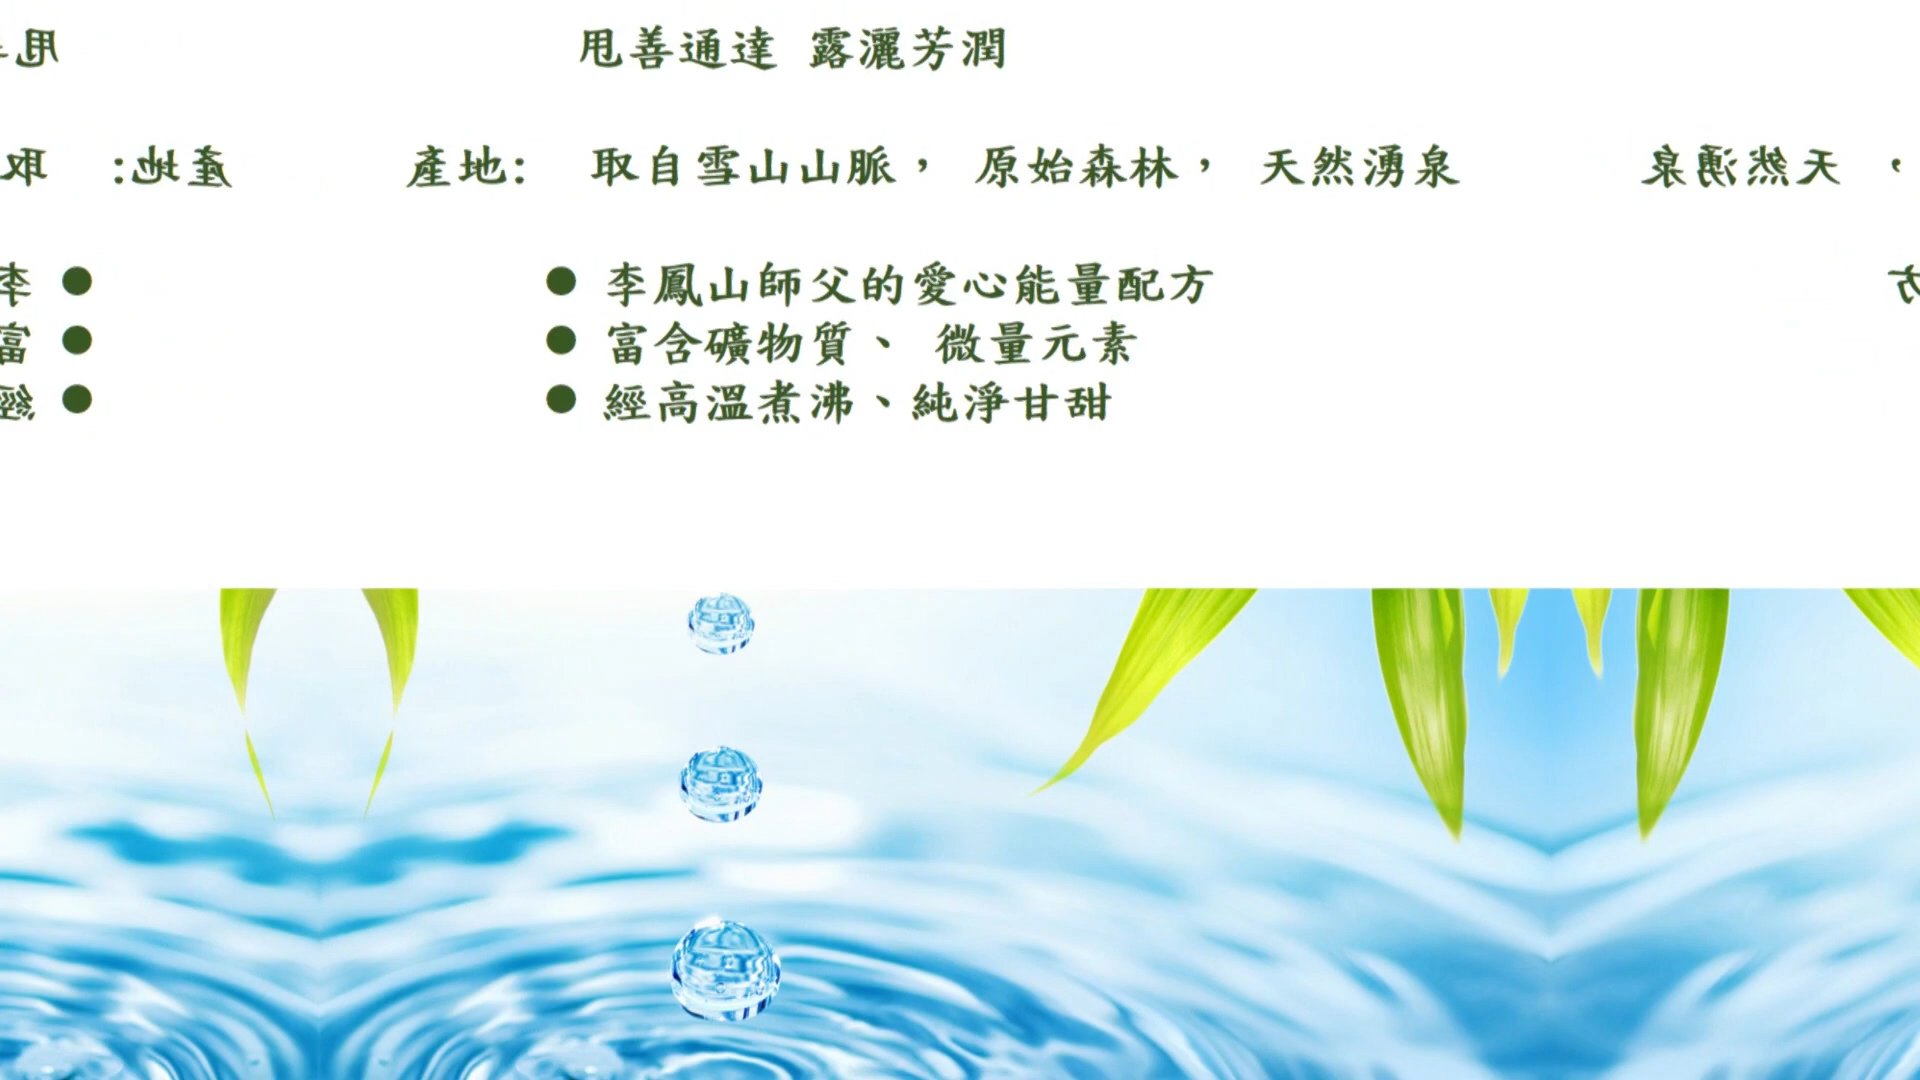 甩善通達 露灑芳潤
產地: 取自雪山山脈, 原始森林, 天然湧泉
● 李鳳山師父的愛心能量配方
● 富含礦物質、 微量元素
● 經高溫煮沸、純淨甘甜